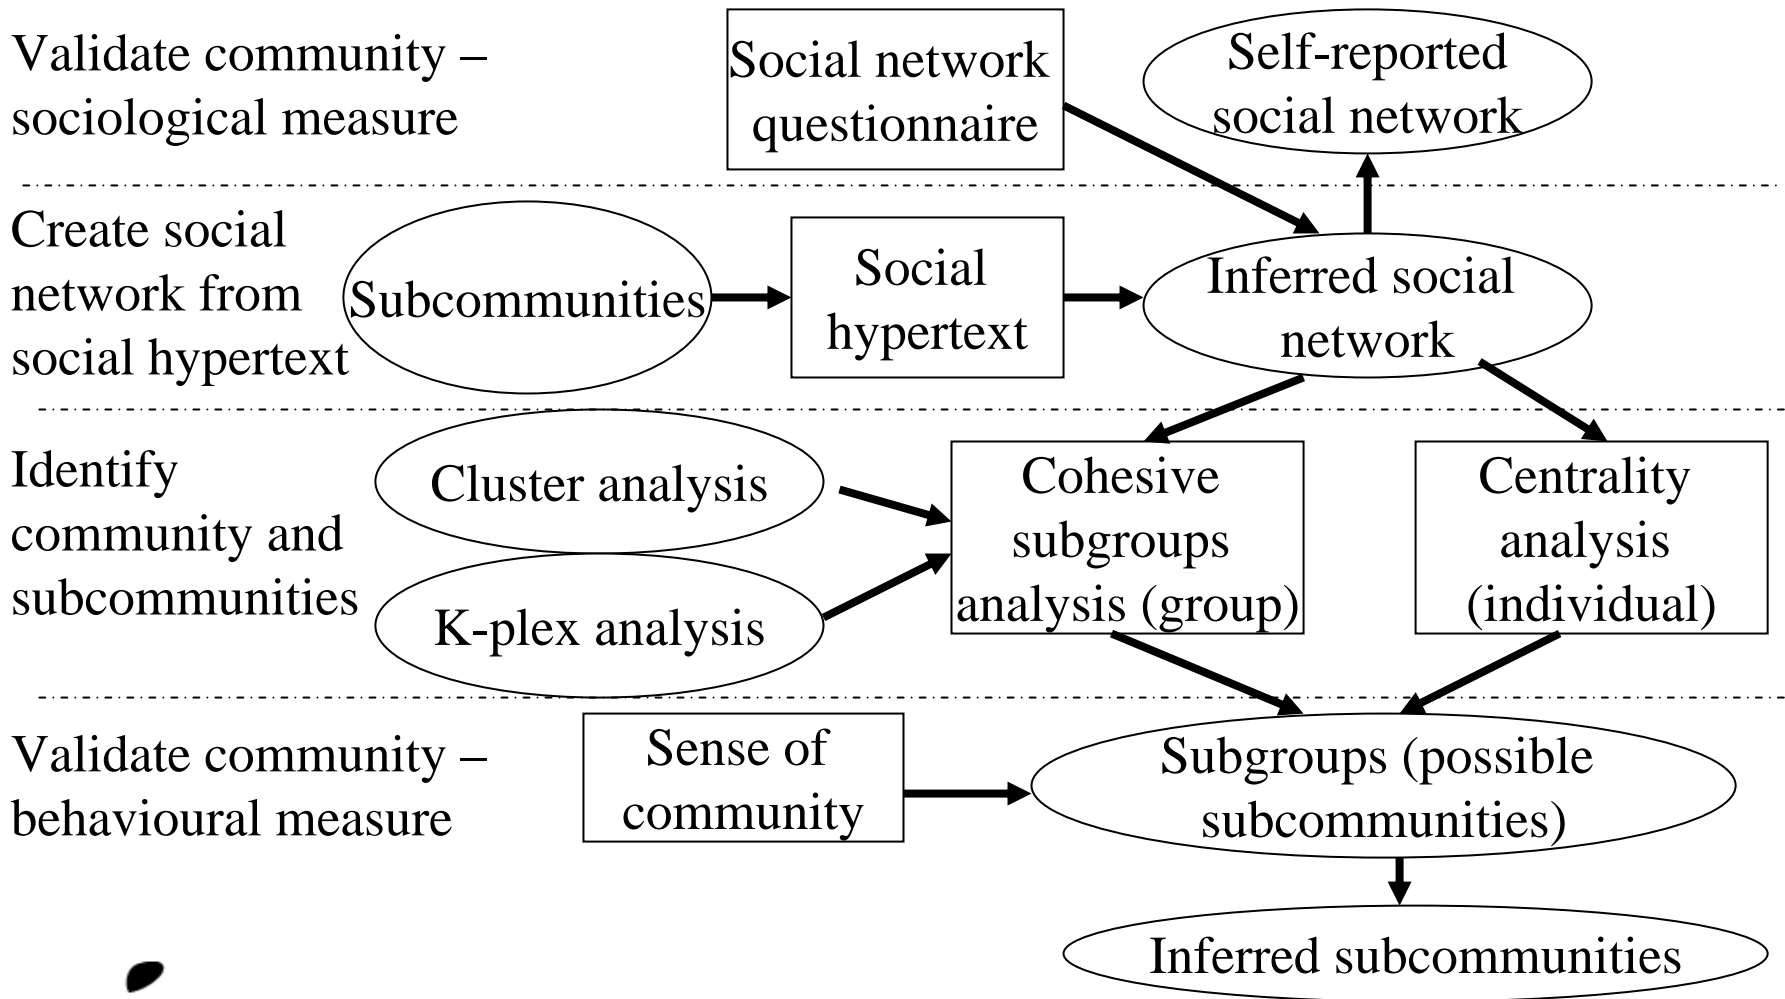 Validate community –
sociological measure
Social network
questionnaire
Self-reported
social network
Create social
network from
social hypertext
Subcommunities
Social
hypertext
Inferred social
network
Identify
community and
subcommunities
Cluster analysis
K-plex analysis
Cohesive
subgroups
analysis (group)
Centrality
analysis
(individual)
Validate community –
behavioural measure
Sense of
community
Subgroups (possible
subcommunities)
Inferred subcommunities